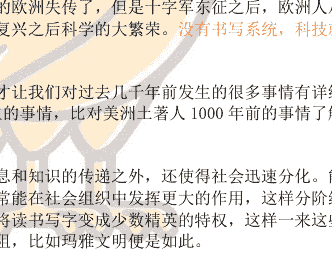 的欧洲失传了，但是十字军东征之后，欧洲人
复兴之后科学的大繁荣。没有书写系统，科技
才让我们对过去几千年前发生的很多事情有详
的事情，比对美洲土著人 1000 年前的事情了
息和知识的传递之外，还使得社会迅速分化。
常能在社会组织中发挥更大的作用，这样分阶
将读书写字变成少数精英的特权，这样一来这
阻，比如玛雅文明便是如此。